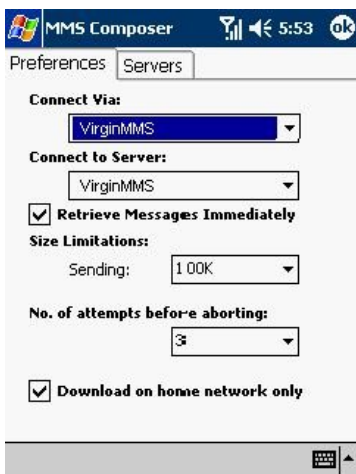 MMS Composer 5:53 ok
Preferences Servers
Connect Via:
VirginMMS
Connect to Server:
VirginMMS
Retrieve Messages Immediately
Size Limitations:
Sending: 100K
No. of attempts before aborting:
3
Download on home network only